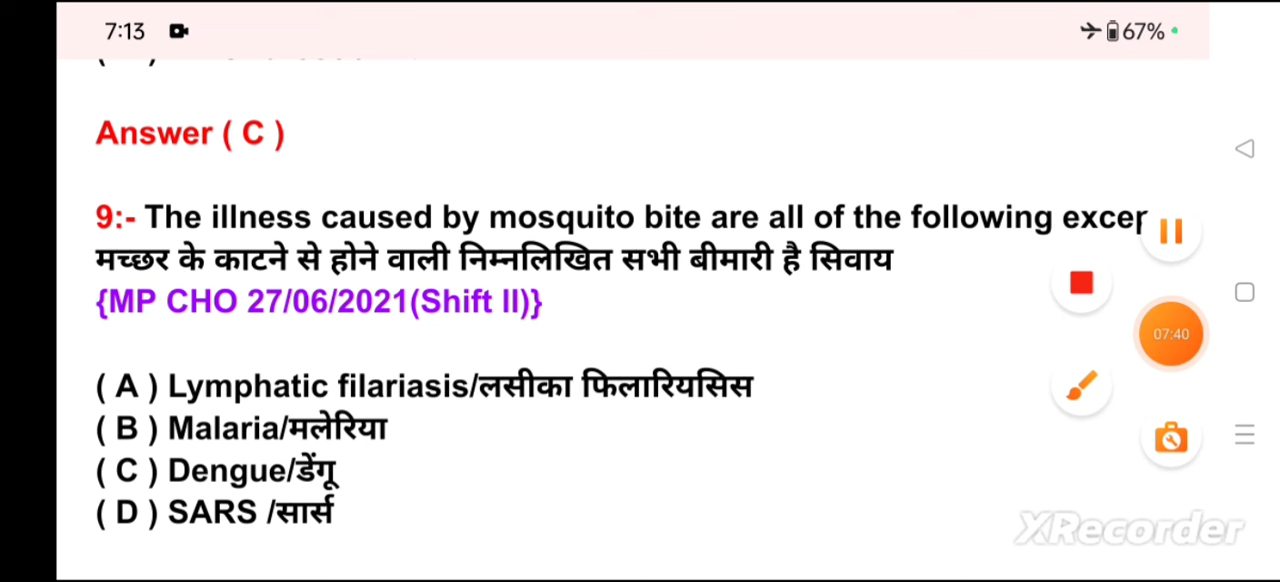 7:13
67%
Answer ( C )
9:- The illness caused by mosquito bite are all of the following
मच्छर के काटने से होने वाली निम्नलिखित सभी बीमारी है सिवाय
{MP CHO 27/06/2021(Shift II)}
07:40
( A ) Lymphatic filariasis/लसीका फिलारियसिस
( B ) Malaria/मलेरिया
( C ) Dengue/डेंगू
( D ) SARS /सार्स
XRecorder